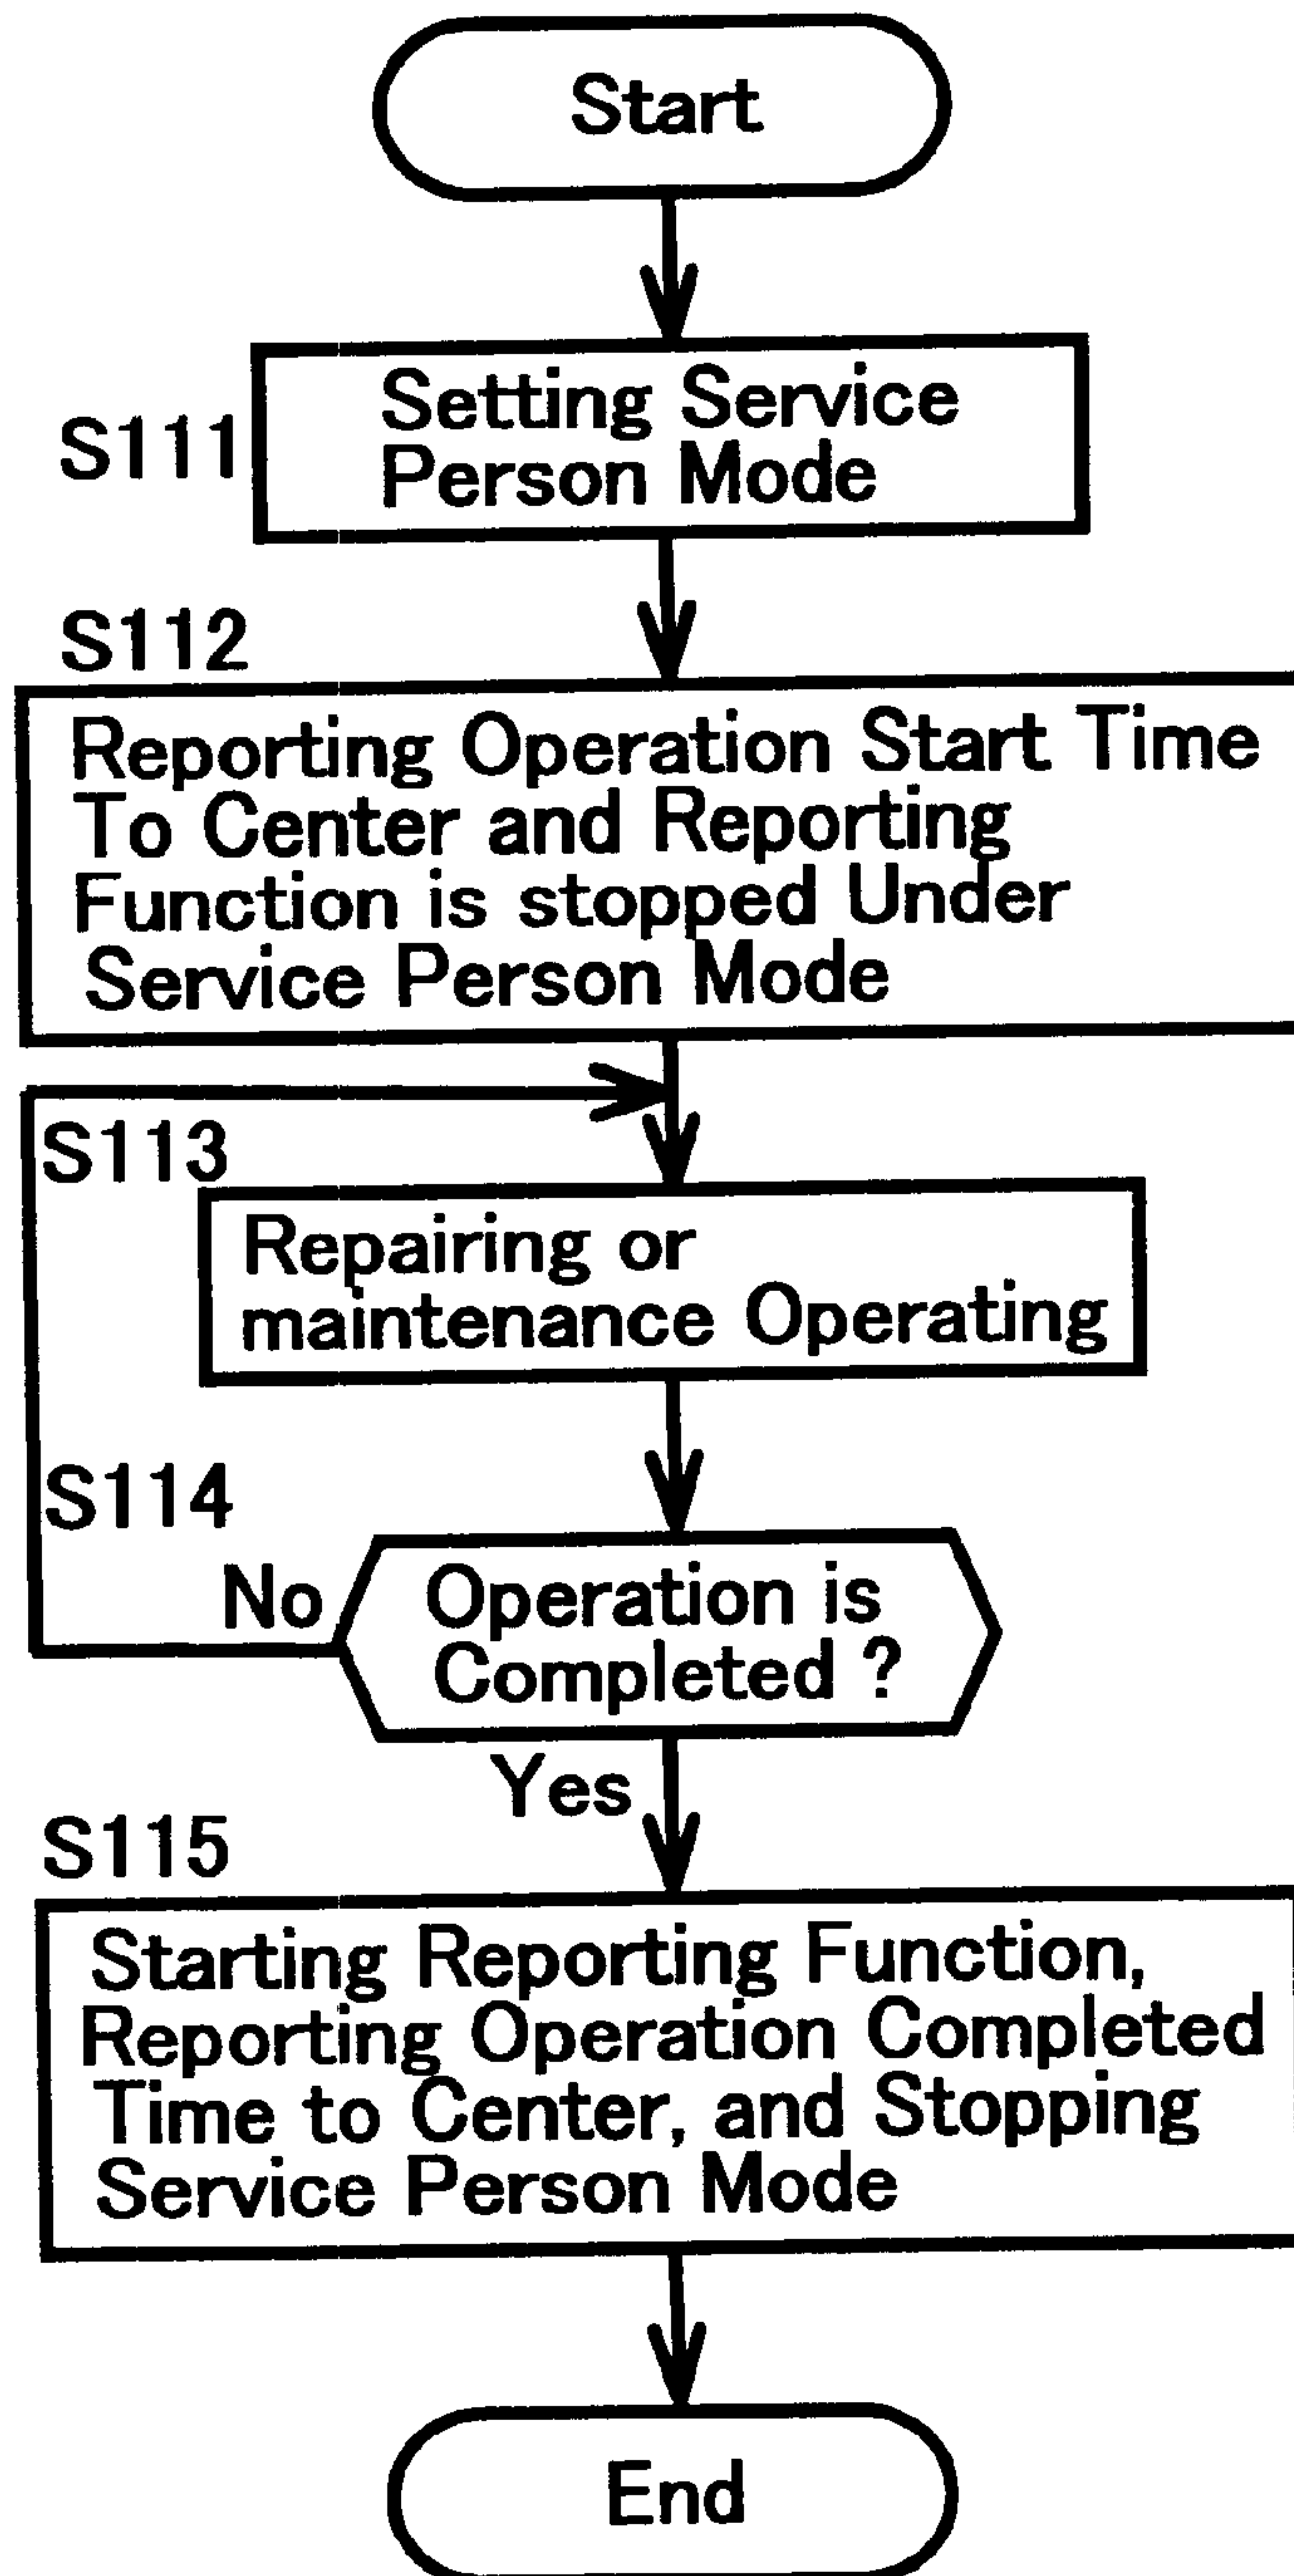 Start
S111
Setting Service
Person Mode
S112
Reporting Operation Start Time
To Center and Reporting
Function is stopped Under
Service Person Mode
S113
Repairing or
maintenance Operating
S114
No
Operation is
Completed ?
Yes
S115
Starting Reporting Function,
Reporting Operation Completed
Time to Center, and Stopping
Service Person Mode
End